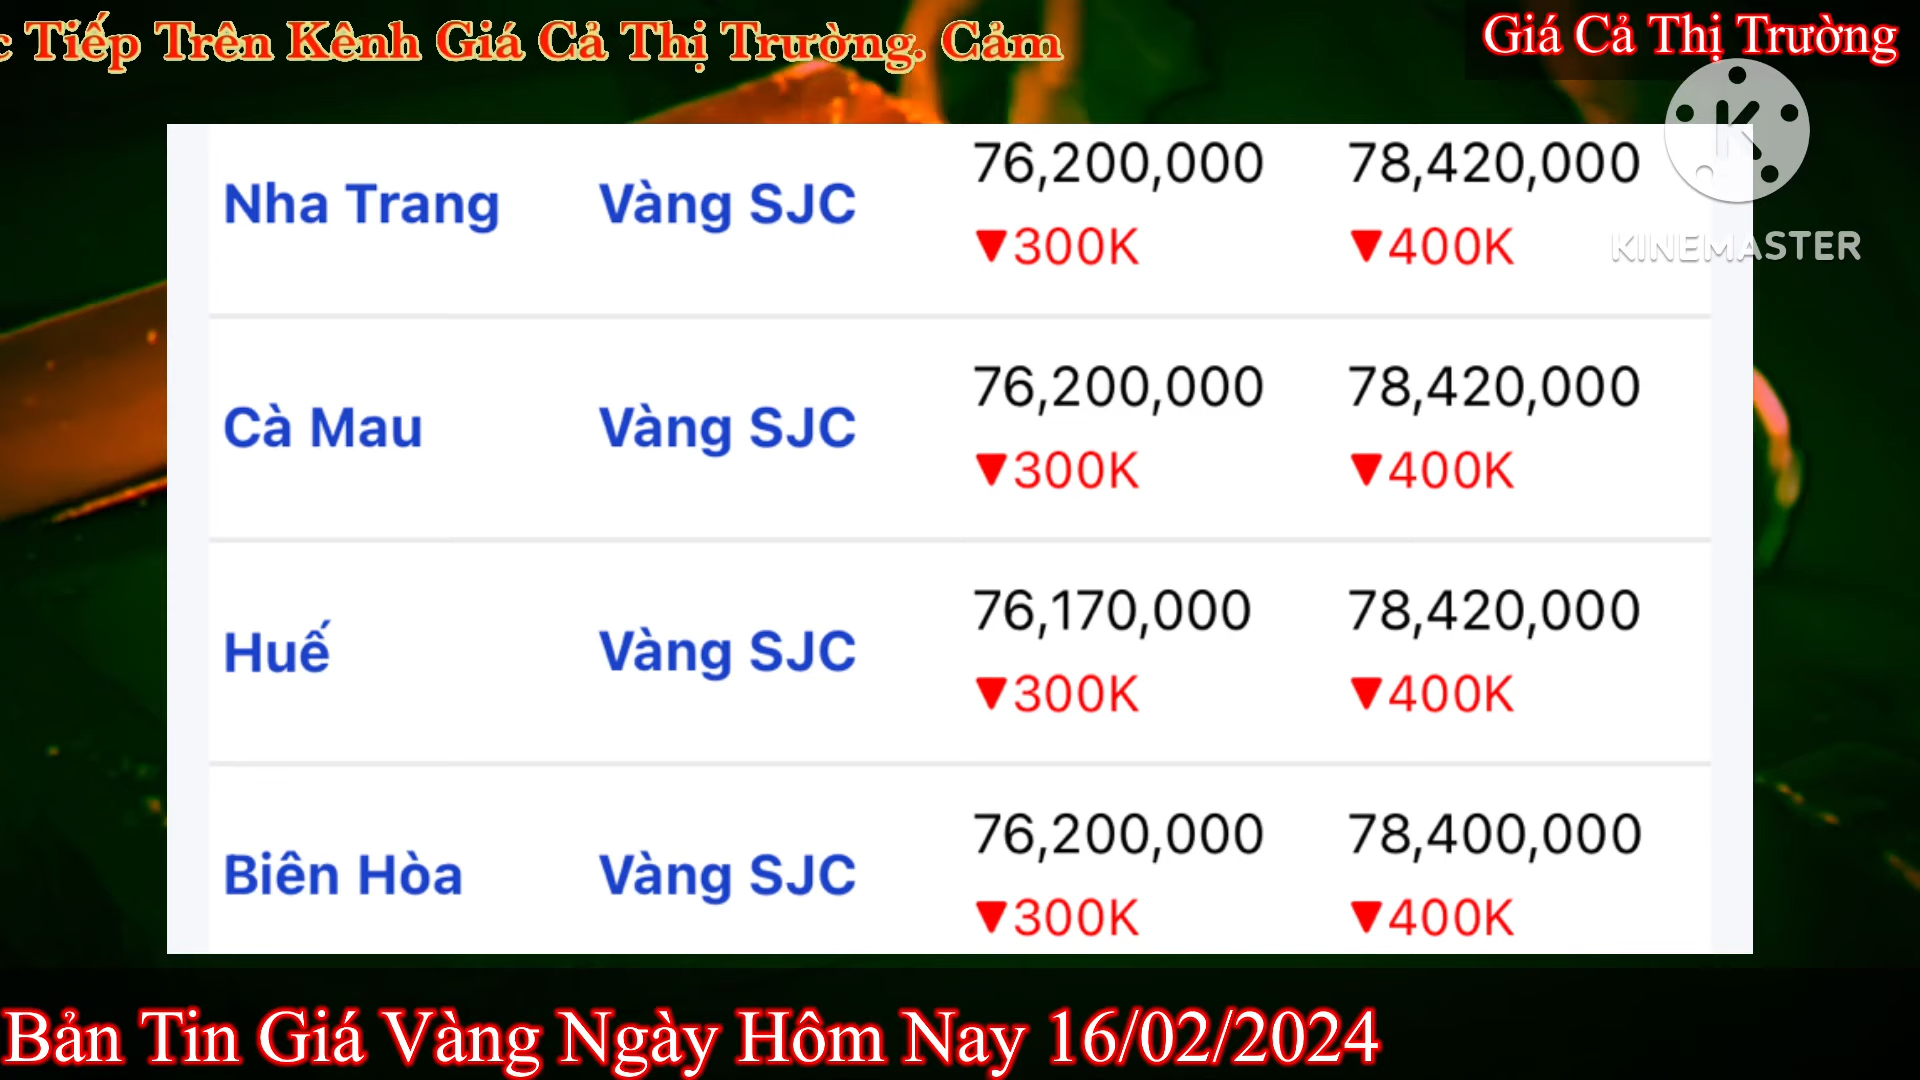 c Tiếp Trên Kênh Giá Cả Thị Trường. Cảm
Giá Cả Thị Trường
KINEMASTER
Nha Trang Vàng SJC 76,200,000 78,420,000
▼300K ▼400K
Cà Mau Vàng SJC 76,200,000 78,420,000
▼300K ▼400K
Huế Vàng SJC 76,170,000 78,420,000
▼300K ▼400K
Biên Hòa Vàng SJC 76,200,000 78,400,000
▼300K ▼400K
Bản Tin Giá Vàng Ngày Hôm Nay 16/02/2024